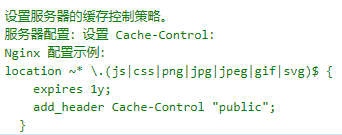 设置服务器的缓存控制策略。
服务器配置: 设置 Cache-Control:
Nginx 配置示例:
location ~* \.(js|css|png|jpg|jpeg|gif|svg)$ {
    expires 1y;
    add_header Cache-Control "public";
  }